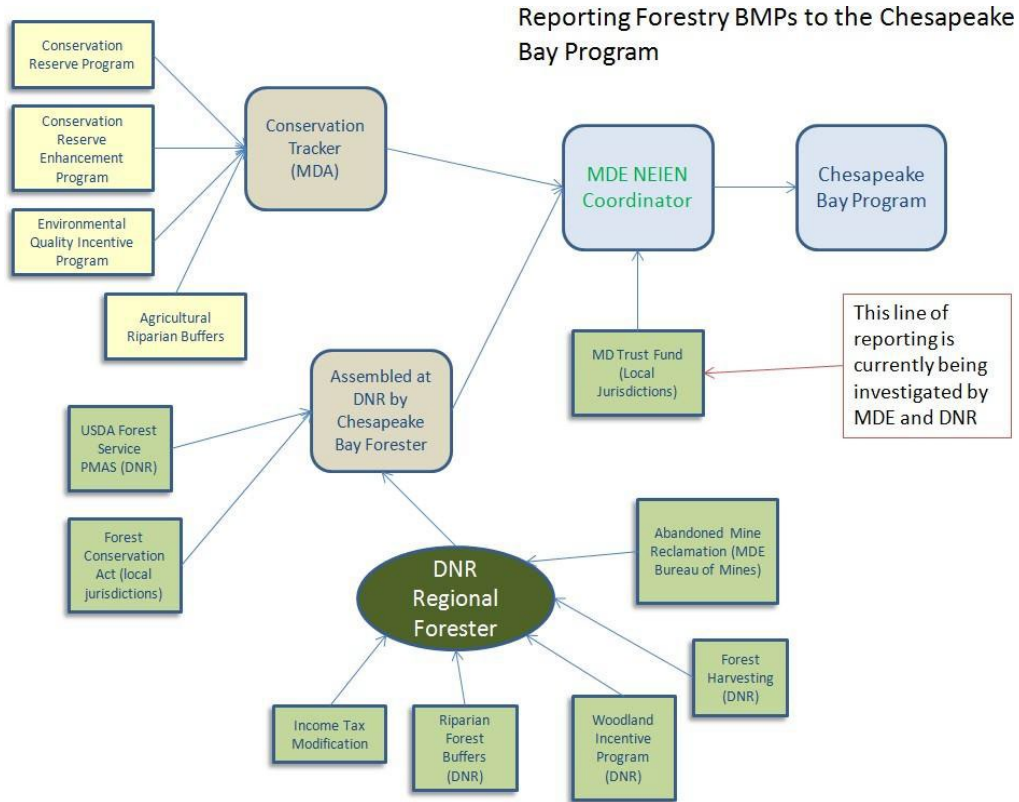 Reporting Forestry BMPs to the Chesapeake
Bay Program
Conservation
Reserve Program
Conservation
Reserve
Enhancement
Program
Environmental
Quality Incentive
Program
Agricultural
Riparian Buffers
Conservation
Tracker
(MDA)
MDE NEIEN
Coordinator
Chesapeake
Bay Program
MD Trust Fund
(Local
Jurisdictions)
This line of
reporting is
currently being
investigated by
MDE and DNR
Assembled at
DNR by
Chesapeake
Bay Forester
USDA Forest
Service
PMAS (DNR)
Forest
Conservation
Act (local
jurisdictions)
DNR
Regional
Forester
Abandoned Mine
Reclamation (MDE
Bureau of Mines)
Forest
Harvesting
(DNR)
Income Tax
Modification
Riparian
Forest
Buffers
(DNR)
Woodland
Incentive
Program (DNR)